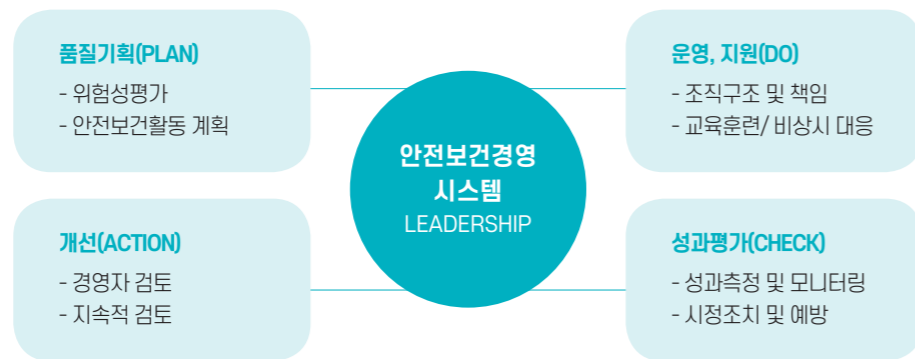 품질기획(PLAN)
- 위험성평가
- 안전보건활동 계획
운영, 지원(DO)
- 조직구조 및 책임
- 교육훈련/ 비상시 대응
안전보건경영
시스템
LEADERSHIP
개선(ACTION)
- 경영자 검토
- 지속적 검토
성과평가(CHECK)
- 성과측정 및 모니터링
- 시정조치 및 예방